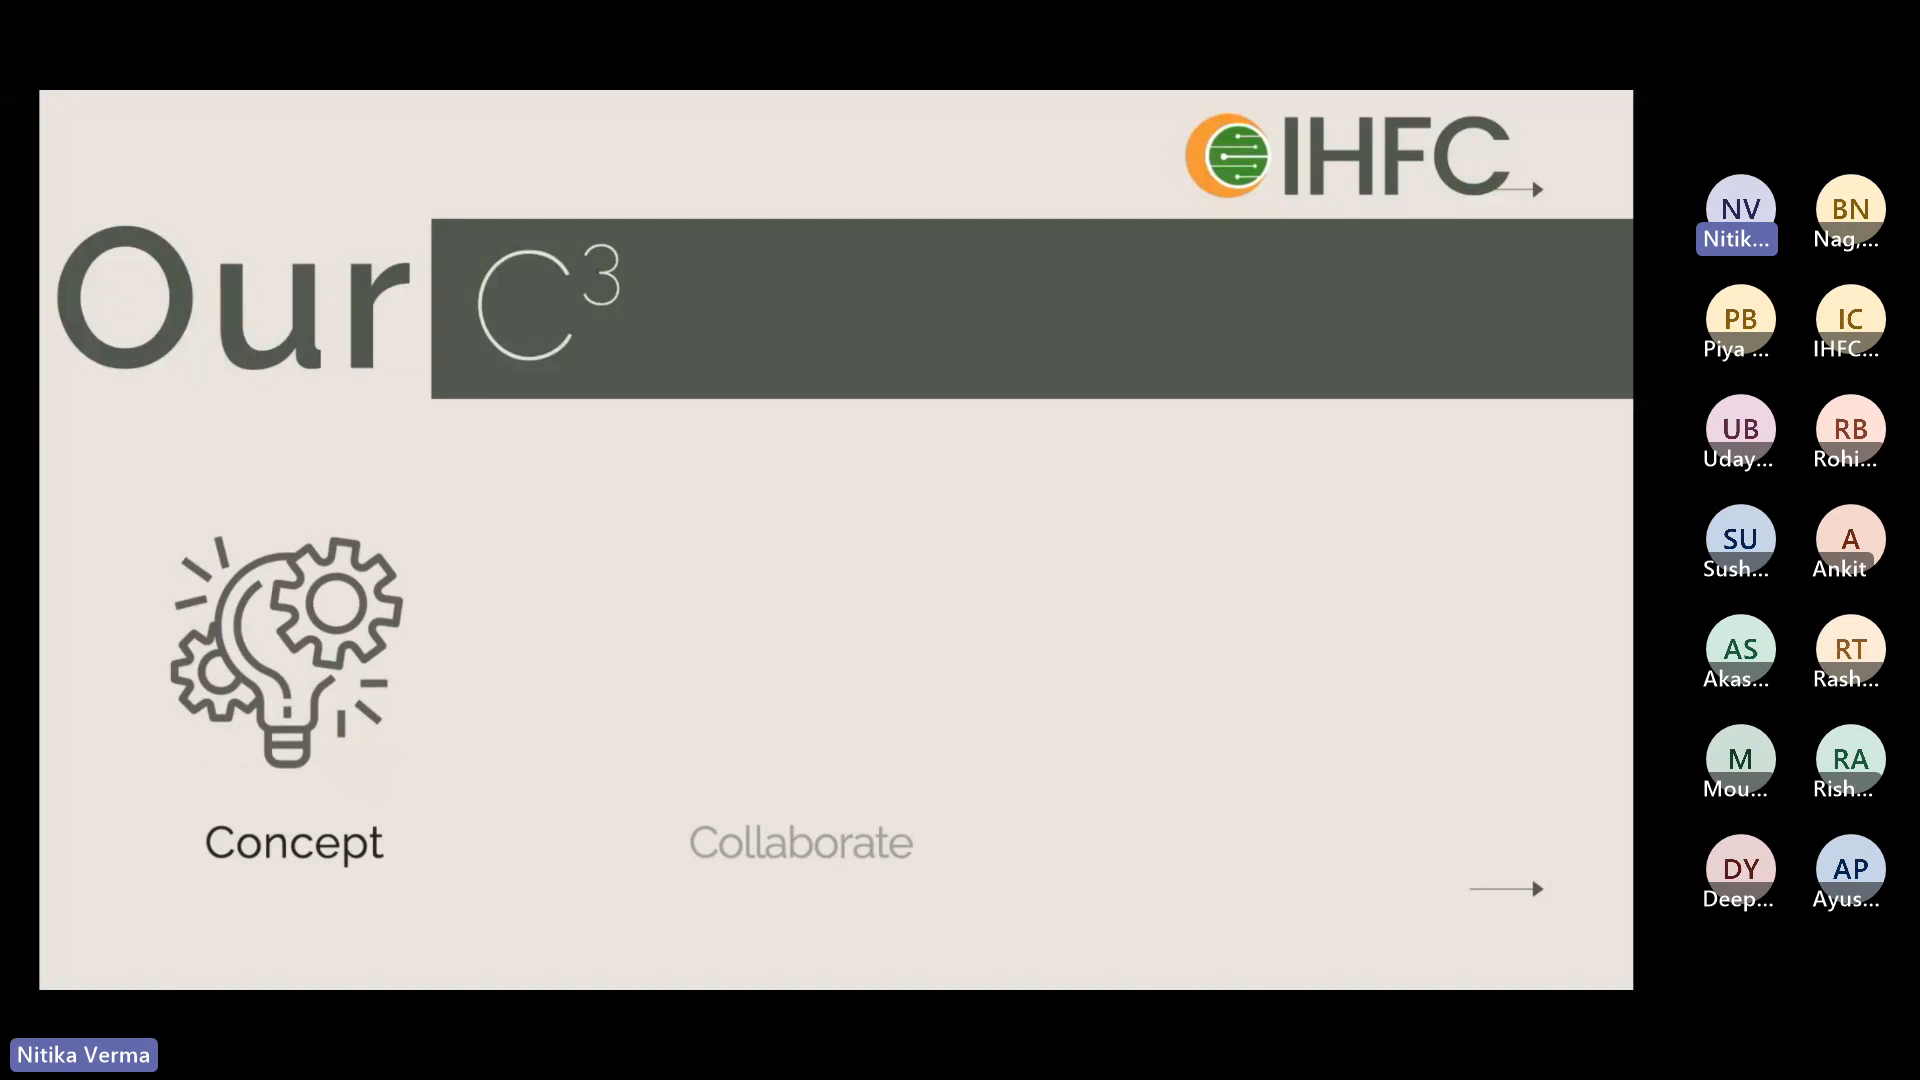 IHFC
Our C³
Concept
Collaborate
NV
Nitik...
BN
Nag,...
PB
Piya ...
IC
IHFC...
UB
Uday...
RB
Rohi...
SU
Sush...
A
Ankit
AS
Akas...
RT
Rash...
M
Mou...
RA
Rish...
DY
Deep...
AP
Ayus...
Nitika Verma